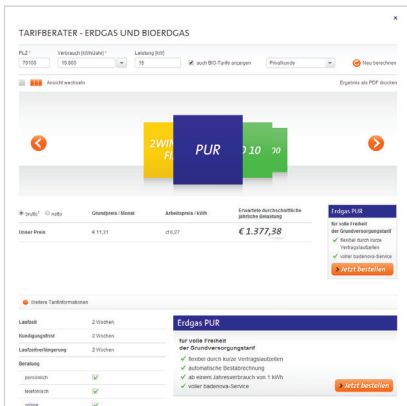 ×
TARIFBERATER - ERDGAS UND BIOERDGAS
PLZ * Verbrauch [kWh/Jahr] * Leistung [kW]
79100 19.800 19 auch BIO-Tarife anzeigen Privatkunde Neu berechnen
Ansicht wechseln Ergebnis als PDF drucken
2WIN PUR O 10 00
Brutto Netto Grundpreis / Monat Arbeitspreis / kWh Erwartete durchschnittliche
jährliche Belastung
Unser Preis € 11,31 ct 6,27 € 1.377,38
Erdgas PUR
für volle Freiheit
der Grundversorgungstarif
flexibel durch kurze
Vertragslaufzeiten
voller badenova-Service
Jetzt bestellen
Weitere Tarifinformationen
Laufzeit 2 Wochen
Kündigungsfrist 2 Wochen
Laufzeitverlängerung 2 Wochen
Beratung
persönlich
telefonisch
online
Erdgas PUR
für volle Freiheit
der Grundversorgungstarif
flexibel durch kurze Vertragslaufzeiten
automatische Bestabrechnung
ab einem Jahresverbrauch von 1 kWh
voller badenova-Service
Jetzt bestellen